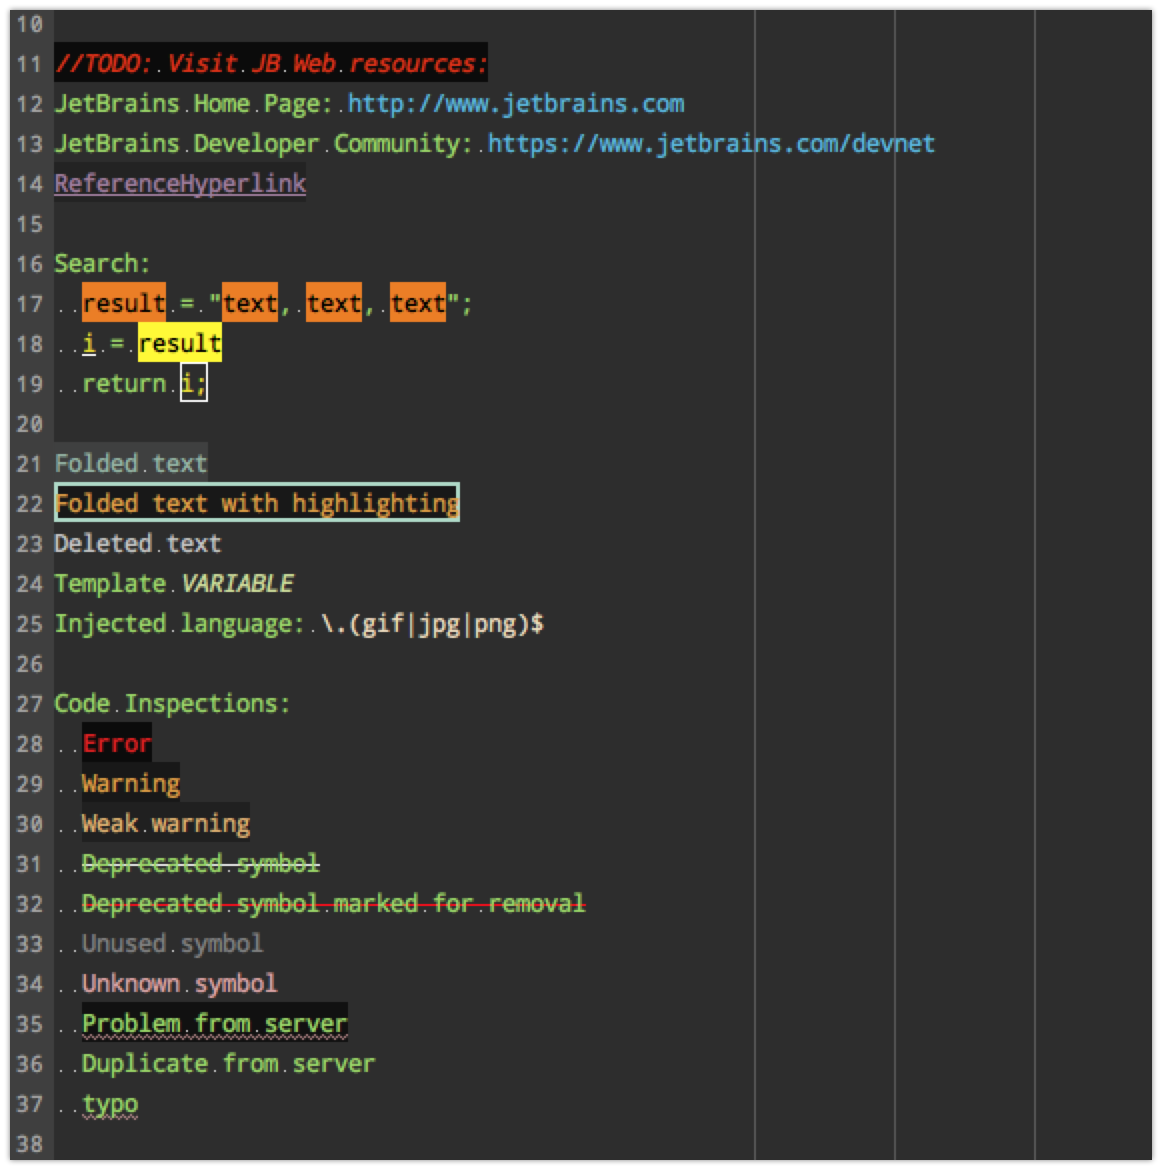 10
11 //TODO: Visit JB Web resources:
12 JetBrains Home Page: http://www.jetbrains.com
13 JetBrains Developer Community: https://www.jetbrains.com/devnet
14 ReferenceHyperlink
15
16 Search:
17   result = "text, text, text";
18   i = result
19   return i;
20
21 Folded text
22 Folded text with highlighting
23 Deleted text
24 Template VARIABLE
25 Injected language: \.(gif|jpg|png)$
26
27 Code Inspections:
28   Error
29   Warning
30   Weak warning
31   Deprecated symbol
32   Deprecated symbol marked for removal
33   Unused symbol
34   Unknown symbol
35   Problem from server
36   Duplicate from server
37   typo
38